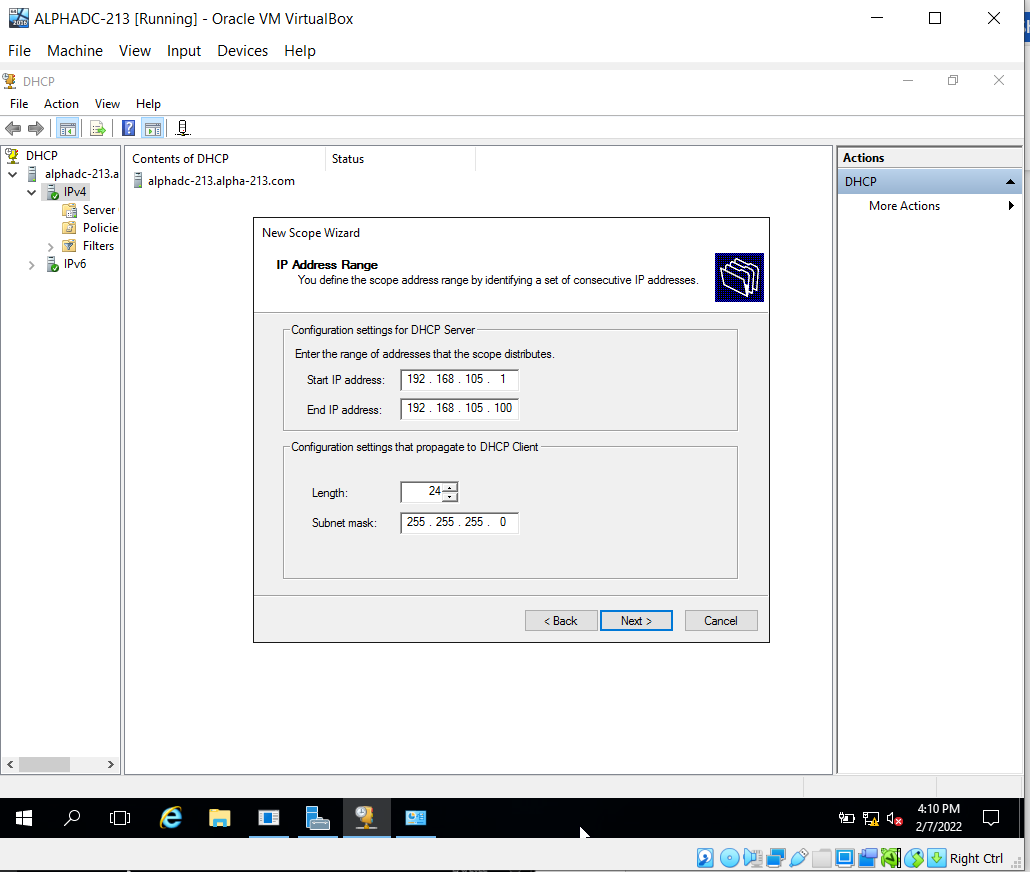 ALPHADC-213 [Running] - Oracle VM VirtualBox
File Machine View Input Devices Help
DHCP
File Action View Help
DHCP
alphadc-213.a
IPv4
Server
Policie
Filters
IPv6
Contents of DHCP Status
alphadc-213.alpha-213.com
Actions
DHCP
More Actions
New Scope Wizard
IP Address Range
You define the scope address range by identifying a set of consecutive IP addresses.
Configuration settings for DHCP Server
Enter the range of addresses that the scope distributes.
Start IP address: 192 . 168 . 105 . 1
End IP address: 192 . 168 . 105 . 100
Configuration settings that propagate to DHCP Client
Length: 24
Subnet mask: 255 . 255 . 255 . 0
< Back Next > Cancel
4:10 PM
2/7/2022
Right Ctrl